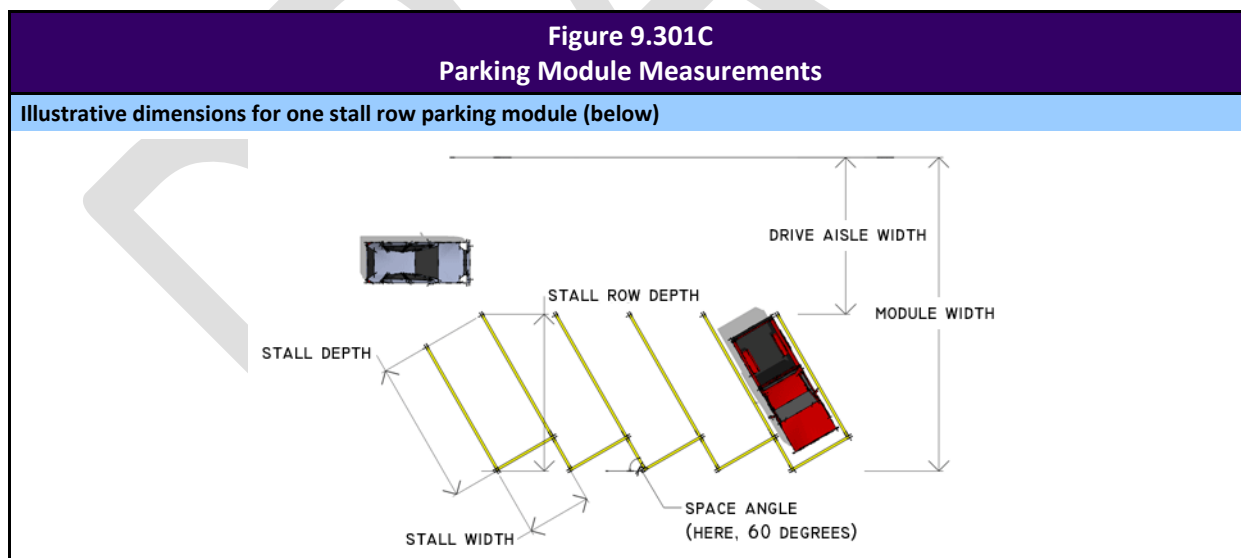 Figure 9.301C
Parking Module Measurements
Illustrative dimensions for one stall row parking module (below)
DRIVE AISLE WIDTH
STALL ROW DEPTH
MODULE WIDTH
STALL DEPTH
SPACE ANGLE
(HERE, 60 DEGREES)
STALL WIDTH